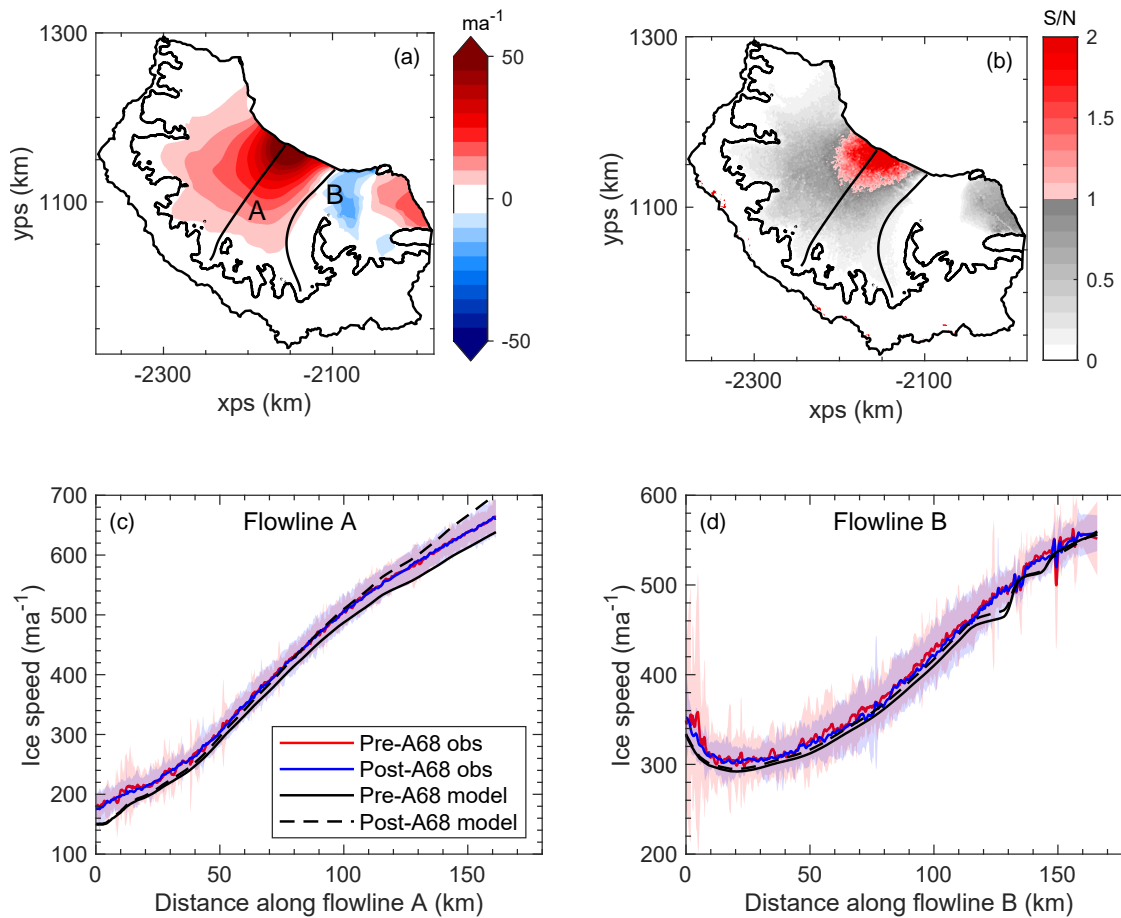 1300
1100
yps (km)
-2300
-2100
xps (km)
(a)
A
B
ma⁻¹
50
0
-50
1300
1100
yps (km)
-2300
-2100
xps (km)
(b)
S/N
2
1.5
1
0.5
0
700
600
500
400
300
200
100
Ice speed (ma⁻¹)
(c)
Flowline A
Pre-A68 obs
Post-A68 obs
Pre-A68 model
Post-A68 model
0
50
100
150
Distance along flowline A (km)
600
500
400
300
200
Ice speed (ma⁻¹)
(d)
Flowline B
0
50
100
150
Distance along flowline B (km)